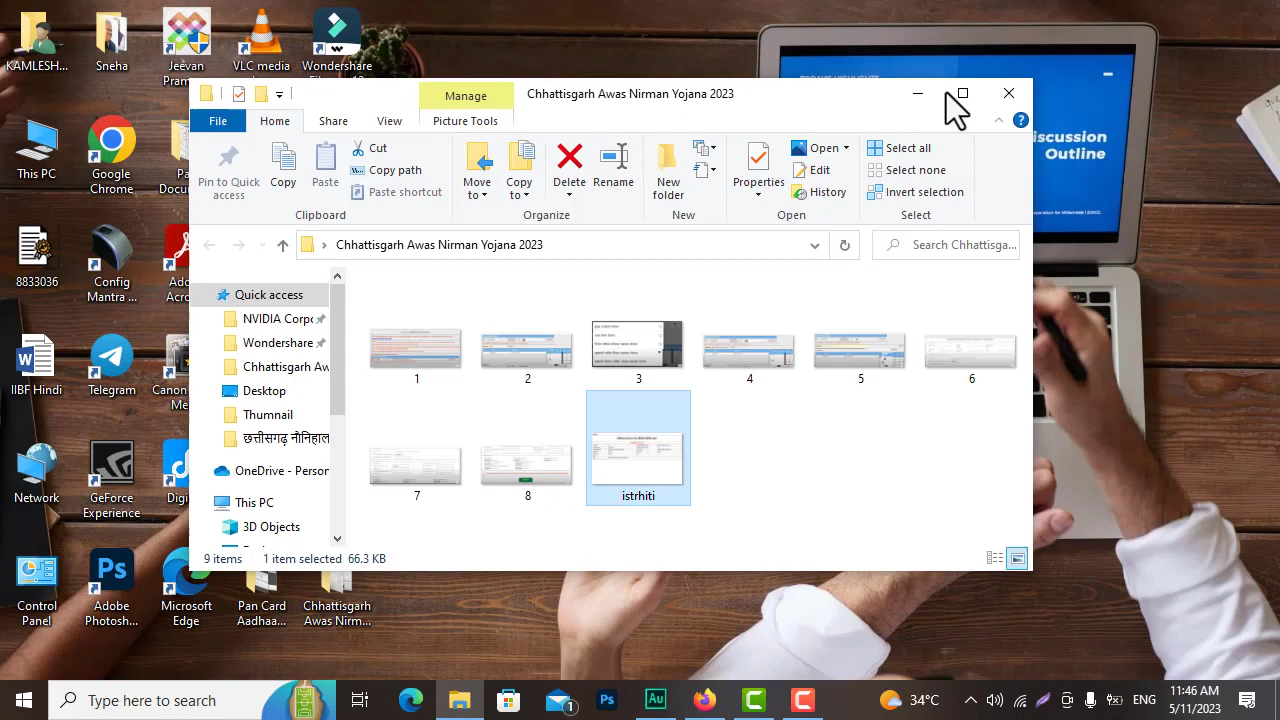 KAMLESH...
Sneha
Jeevan
Pram...
VLC media
Wondershare
This PC
Google
Chrome
8833036
Config
Mantra ...
IIBF Hindi
Telegram
Network
GeForce
Experience
Control
Panel
Adobe
Photosh...
Microsoft
Edge
Pan Card
Aadhaa...
Chhattisgarh
Awas Nirm...
Manage
Chhattisgarh Awas Nirman Yojana 2023
File
Home
Share
View
Picture Tools
Pin to Quick
access
Copy
Paste
Cut
Copy path
Paste shortcut
Clipboard
Move
to
Copy
to
Delete
Rename
Organize
New
folder
New
Properties
Open
Edit
History
Open
Select all
Select none
Invert selection
Select
Chhattisgarh Awas Nirman Yojana 2023
Search Chhattisga...
Quick access
NVIDIA Corpo
Wondershare
Chhattisgarh Aw
Desktop
Thumnail
OneDrive - Person
This PC
3D Objects
1
2
3
4
5
6
7
8
istrhiti
9 items
1 item selected
66.3 KB
Outline
Type here to search
Ps
Au
1
34°C
ENG
11:46 AM
5/11/2023